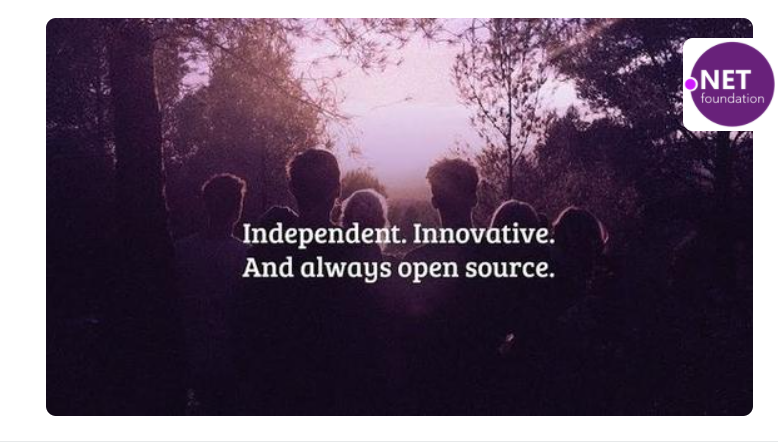 .NET
foundation
Independent. Innovative.
And always open source.